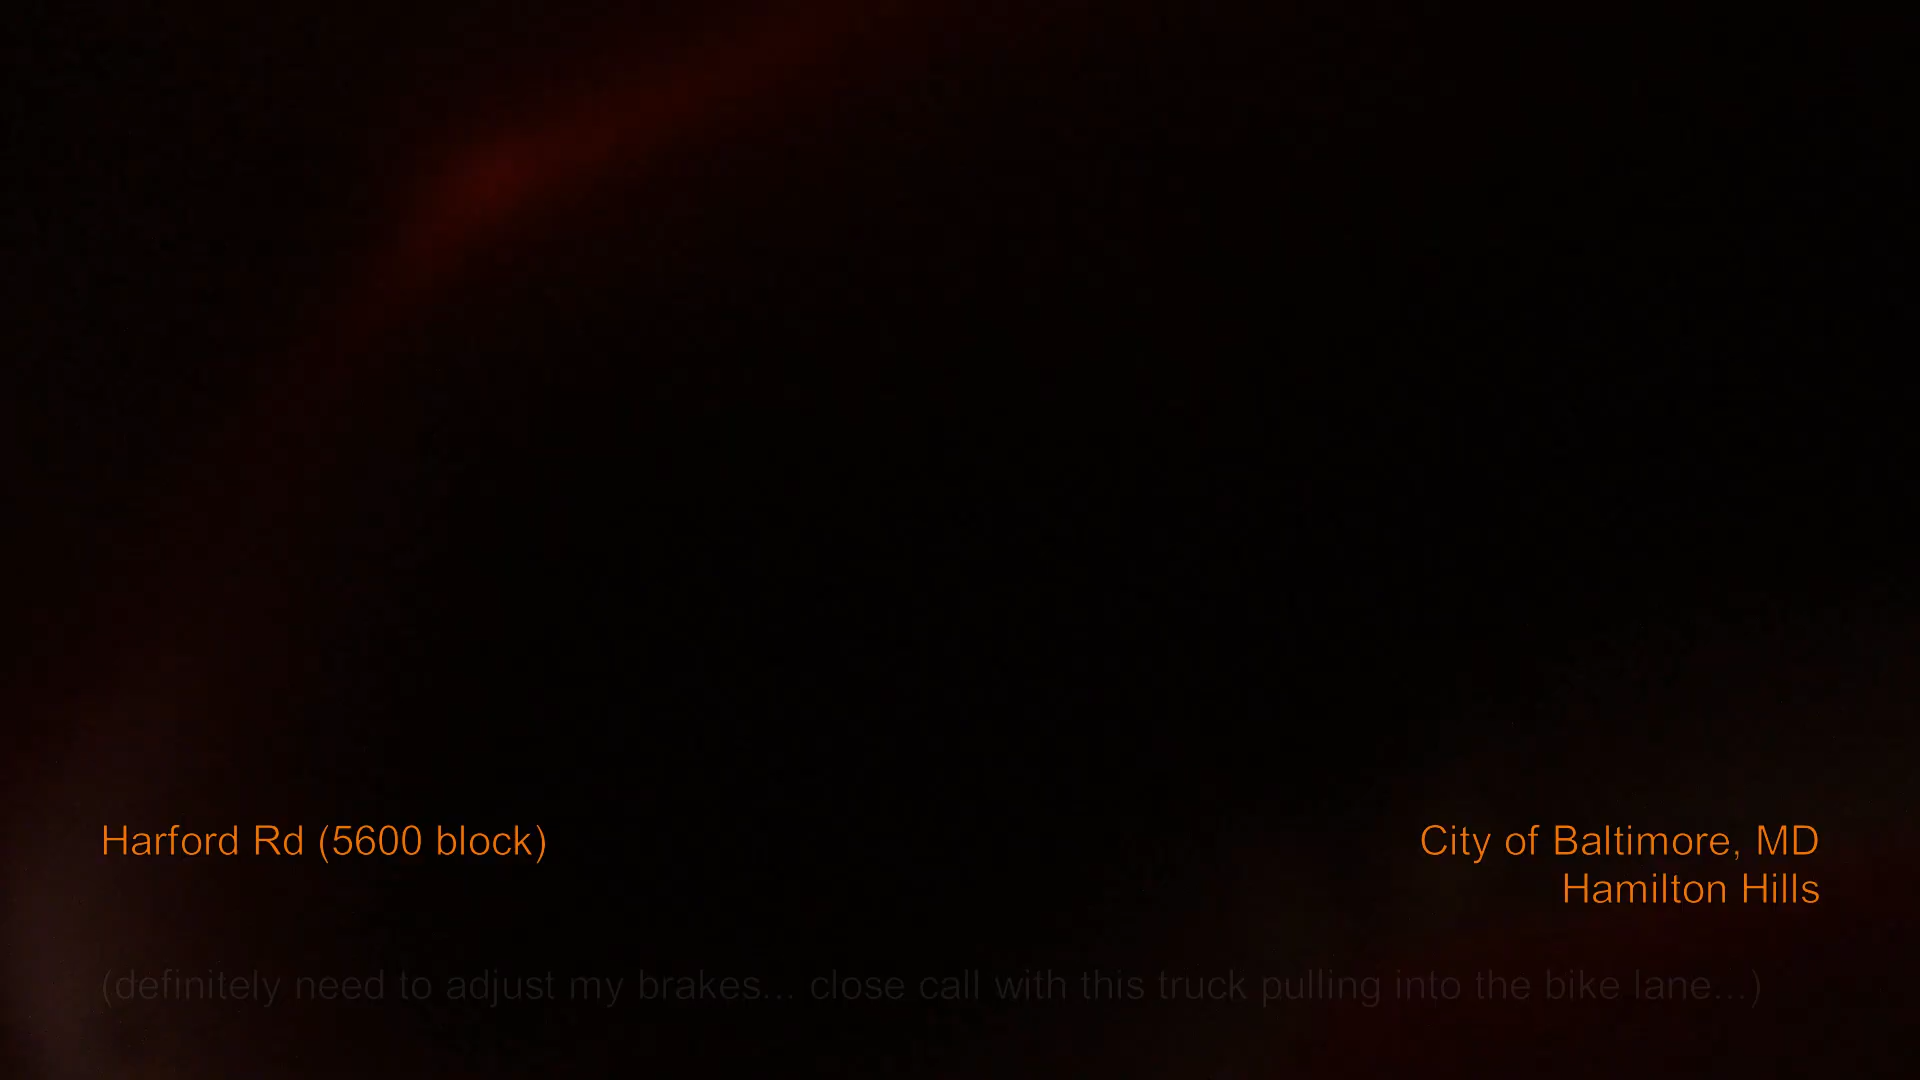 Harford Rd (5600 block)
City of Baltimore, MD
Hamilton Hills
(definitely need to adjust my brakes... close call with this truck pulling into the bike lane...)